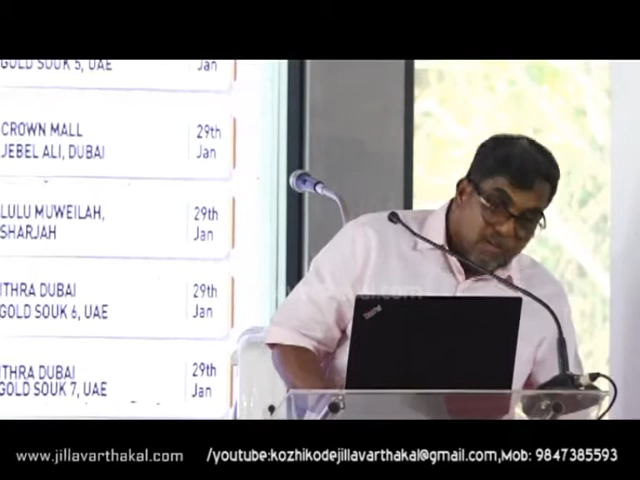 GOLD SOUK 5, UAE
Jan
CROWN MALL
JEBEL ALI, DUBAI
29th
Jan
LULU MUWEILAH,
SHARJAH
29th
Jan
ITHRA DUBAI
GOLD SOUK 6, UAE
29th
Jan
ITHRA DUBAI
GOLD SOUK 7, UAE
29th
Jan
ThinkPad
www.jillavarthakal.com
/youtube:kozhikodejillavarthakal@gmail.com,Mob: 9847385593